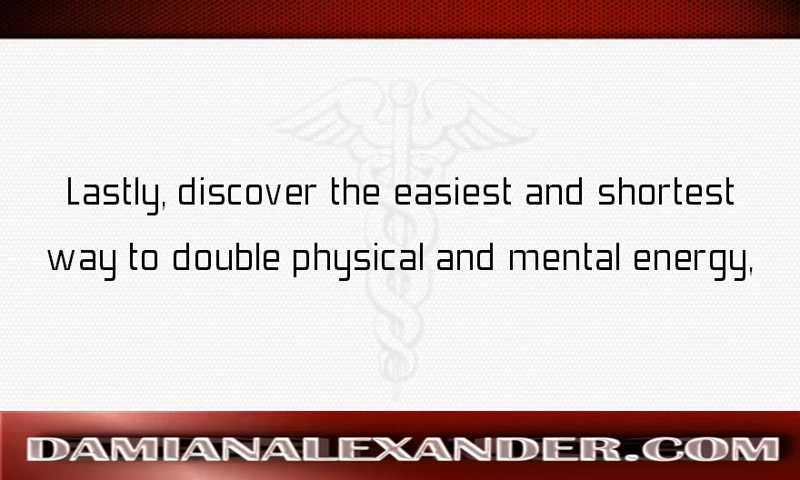 Lastly, discover the easiest and shortest
way to double physical and mental energy,
DAMIANALEXANDER.COM